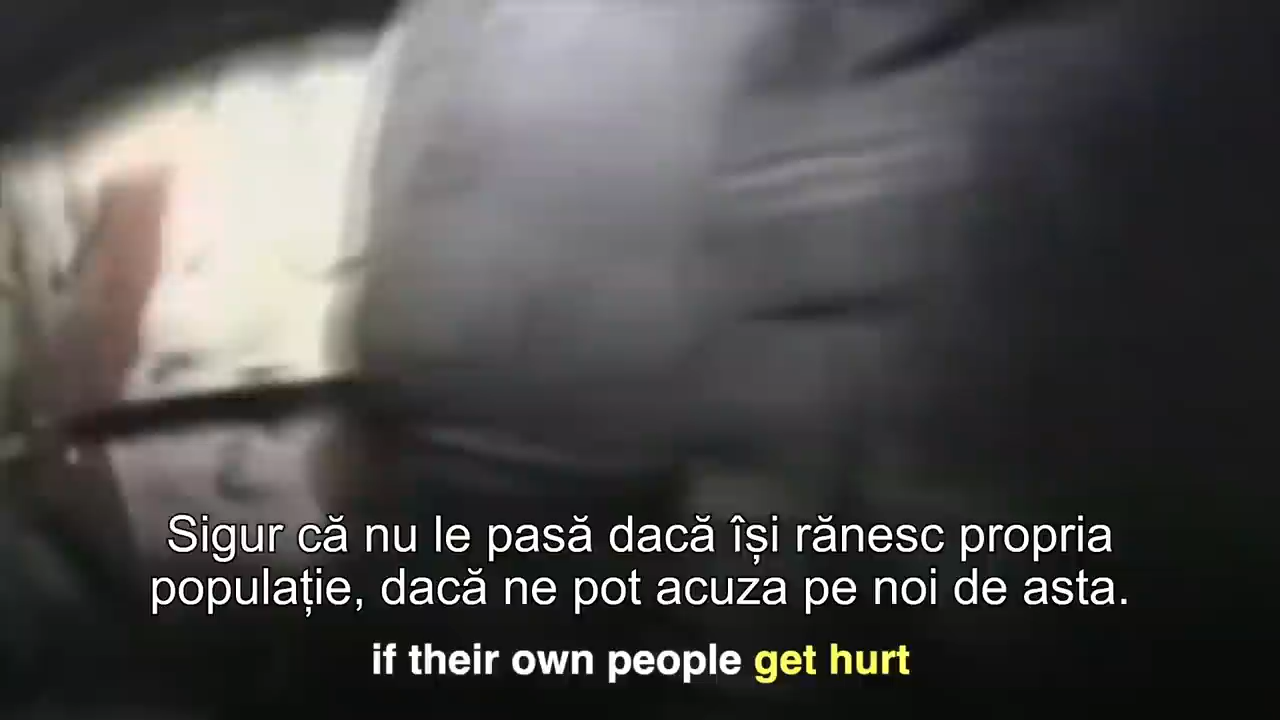 Sigur că nu le pasă dacă își rănesc propria
populație, dacă ne pot acuza pe noi de asta.
if their own people get hurt